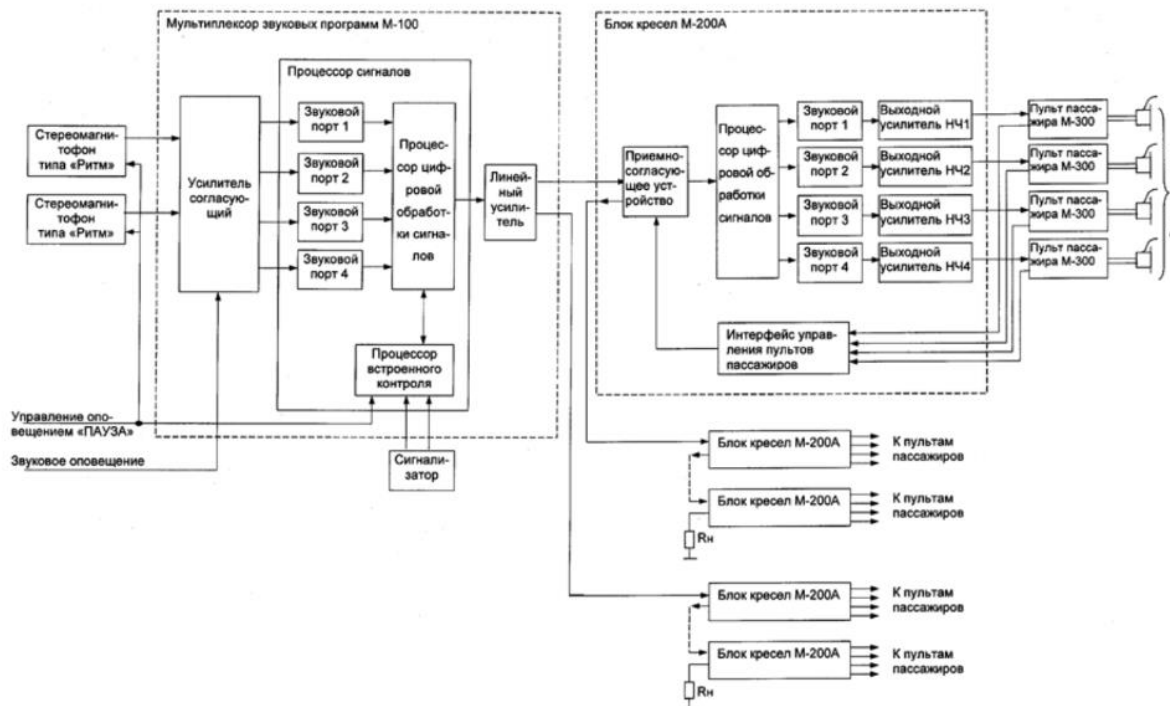 Мультиплексор звуковых программ М-100
Процессор сигналов
Стереомагни-
тофон
типа «Ритм»
Стереомагни-
тофон
типа «Ритм»
Усилитель
согласую-
щий
Звуковой
порт 1
Звуковой
порт 2
Звуковой
порт 3
Звуковой
порт 4
Процес-
сор циф-
ровой
обработ-
ки сигна-
лов
Линей-
ный
усили-
тель
Процессор
встроенного
контроля
Управление опо-
вещением «ПАУЗА»
Звуковое оповещение
Сигнали-
затор
Блок кресел М-200А
Приемно-
согласую-
щее уст-
ройство
Процес-
сор циф-
ровой об-
работки
сигналов
Звуковой
порт 1
Звуковой
порт 2
Звуковой
порт 3
Звуковой
порт 4
Выходной
усилитель НЧ1
Выходной
усилитель НЧ2
Выходной
усилитель НЧ3
Выходной
усилитель НЧ4
Пульт пасса-
жира М-300
Пульт пасса-
жира М-300
Пульт пасса-
жира М-300
Пульт пасса-
жира М-300
Интерфейс управ-
ления пультов
пассажиров
Блок кресел М-200А
К пультам
пассажиров
Блок кресел М-200А
К пультам
пассажиров
Rн
Блок кресел М-200А
К пультам
пассажиров
Блок кресел М-200А
К пультам
пассажиров
Rн